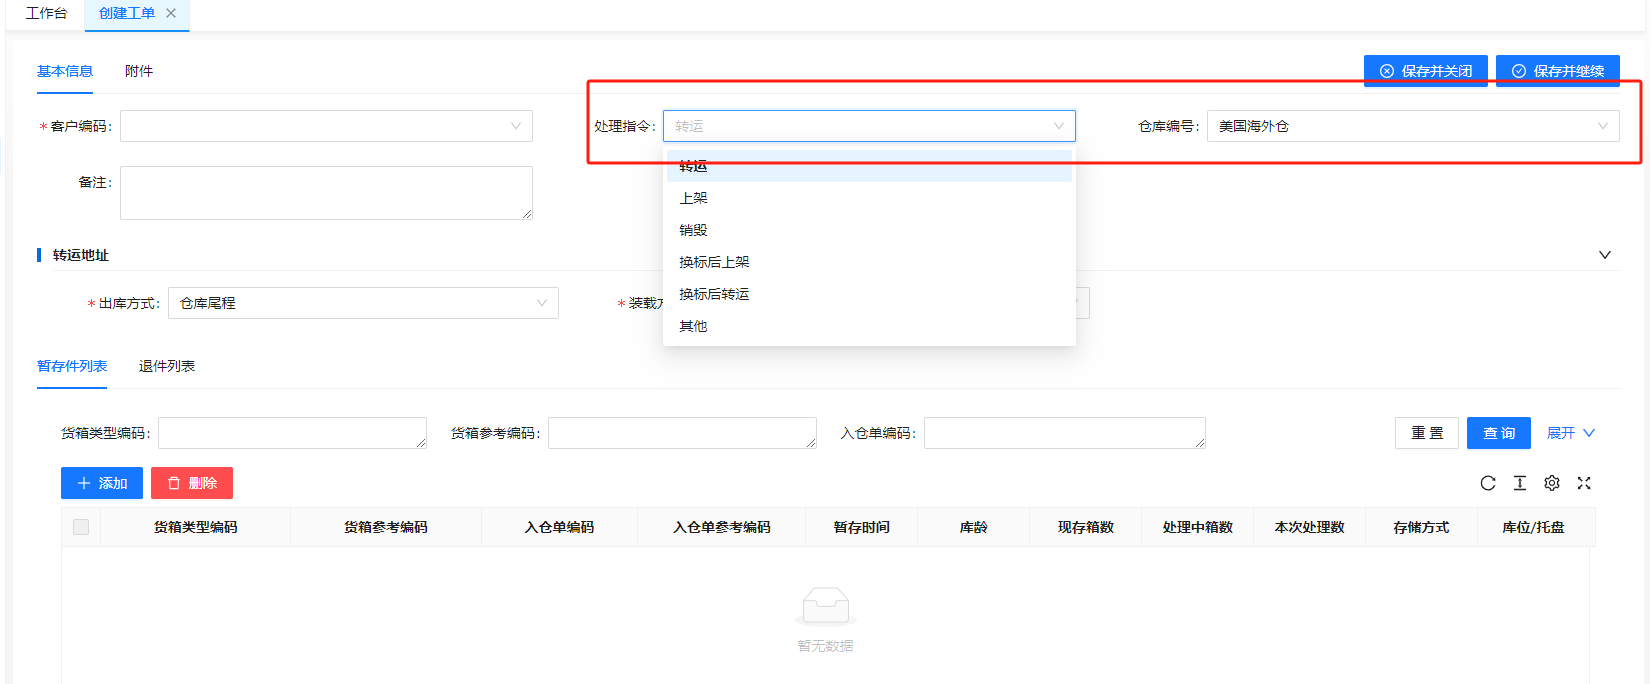 工作台 创建工单
基本信息 附件 保存并关闭 保存并继续
*客户编码: 处理指令: 转运 仓库编号: 美国海外仓
转运
备注:
上架
销毁
转运地址
换标后上架
换标后转运
*出库方式: 仓库尾程 *装载
其他
暂存件列表 退件列表
货箱类型编码: 货箱参考编码: 入仓单编码: 重置 查询 展开
添加 删除
货箱类型编码 货箱参考编码 入仓单编码 入仓单参考编码 暂存时间 库龄 现存箱数 处理中箱数 本次处理数 存储方式 库位/托盘
暂无数据